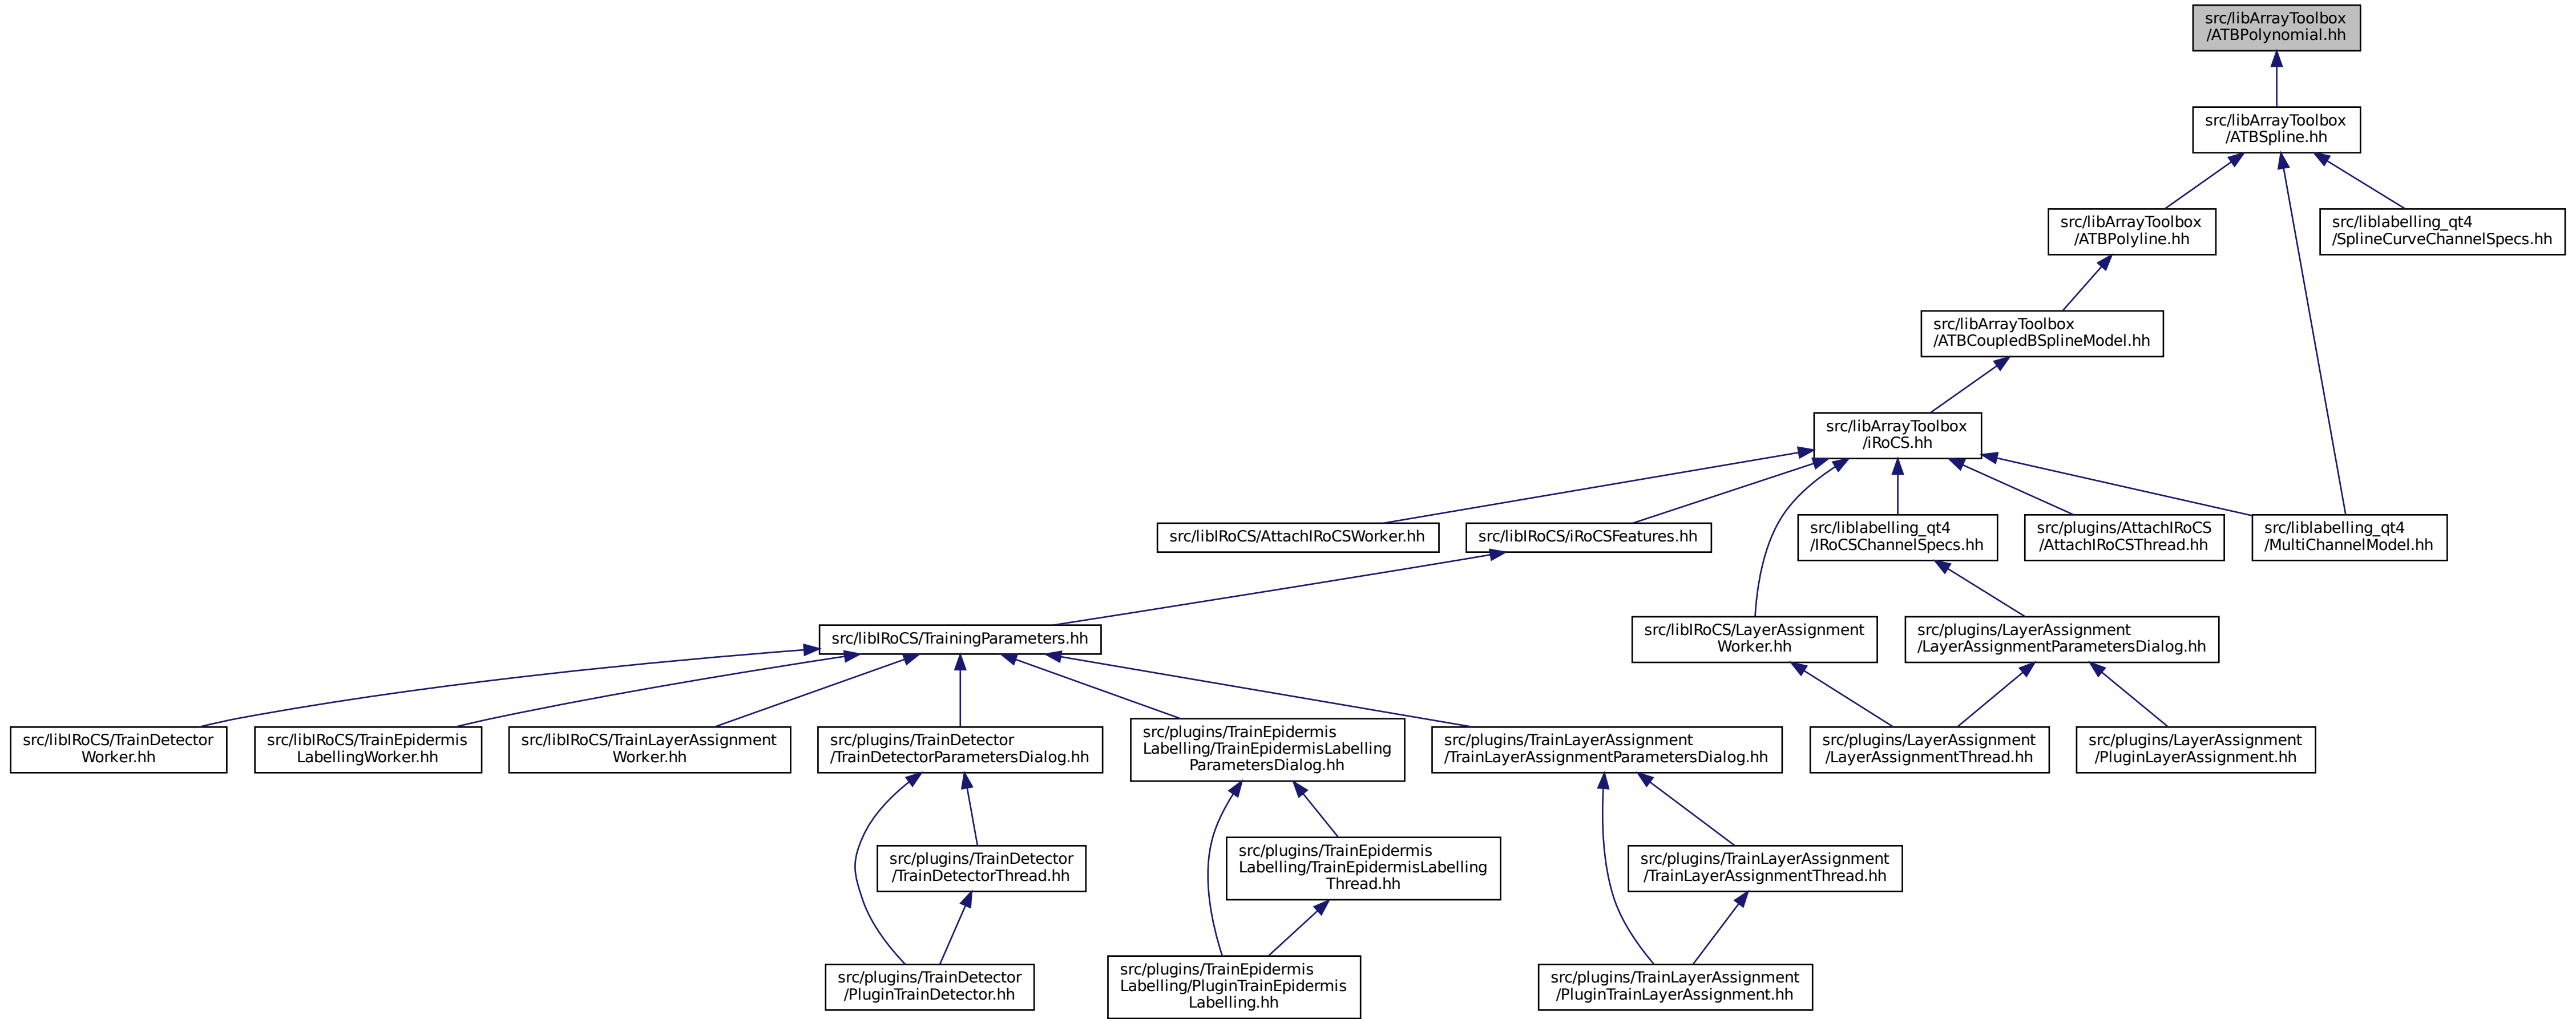 src/libArrayToolbox
/ATBPolynomial.hh
src/libArrayToolbox
/ATBSpline.hh
src/libArrayToolbox
/ATBPolyline.hh
src/liblabelling_qt4
/SplineCurveChannelSpecs.hh
src/libArrayToolbox
/ATBCoupledBSplineModel.hh
src/libArrayToolbox
/iRoCS.hh
src/libIRoCS/AttachIRoCSWorker.hh
src/libIRoCS/iRoCSFeatures.hh
src/liblabelling_qt4
/IRoCSChannelSpecs.hh
src/plugins/AttachIRoCS
/AttachIRoCSThread.hh
src/liblabelling_qt4
/MultiChannelModel.hh
src/libIRoCS/TrainingParameters.hh
src/libIRoCS/LayerAssignment
Worker.hh
src/plugins/LayerAssignment
/LayerAssignmentParametersDialog.hh
src/libIRoCS/TrainDetector
Worker.hh
src/libIRoCS/TrainEpidermis
LabellingWorker.hh
src/libIRoCS/TrainLayerAssignment
Worker.hh
src/plugins/TrainDetector
/TrainDetectorParametersDialog.hh
src/plugins/TrainEpidermis
Labelling/TrainEpidermisLabelling
ParametersDialog.hh
src/plugins/TrainLayerAssignment
/TrainLayerAssignmentParametersDialog.hh
src/plugins/LayerAssignment
/LayerAssignmentThread.hh
src/plugins/LayerAssignment
/PluginLayerAssignment.hh
src/plugins/TrainDetector
/TrainDetectorThread.hh
src/plugins/TrainEpidermis
Labelling/TrainEpidermisLabelling
Thread.hh
src/plugins/TrainLayerAssignment
/TrainLayerAssignmentThread.hh
src/plugins/TrainDetector
/PluginTrainDetector.hh
src/plugins/TrainEpidermis
Labelling/PluginTrainEpidermis
Labelling.hh
src/plugins/TrainLayerAssignment
/PluginTrainLayerAssignment.hh